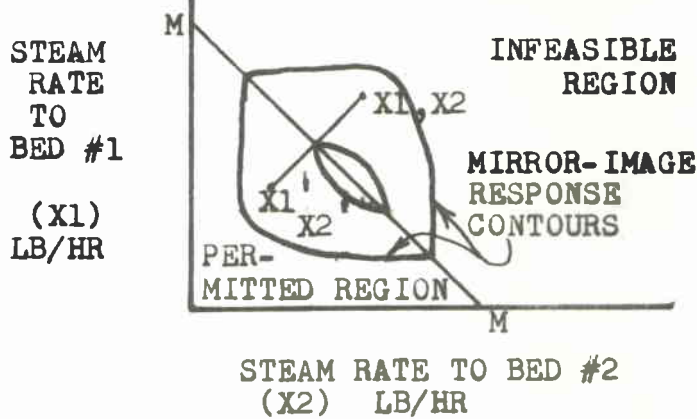 M
STEAM
RATE
TO
BED #1
(X1)
LB/HR
INFEASIBLE
REGION
X1,X2
MIRROR-IMAGE
RESPONSE
CONTOURS
X1
X2
PER-
MITTED REGION
M
STEAM RATE TO BED #2
(X2) LB/HR